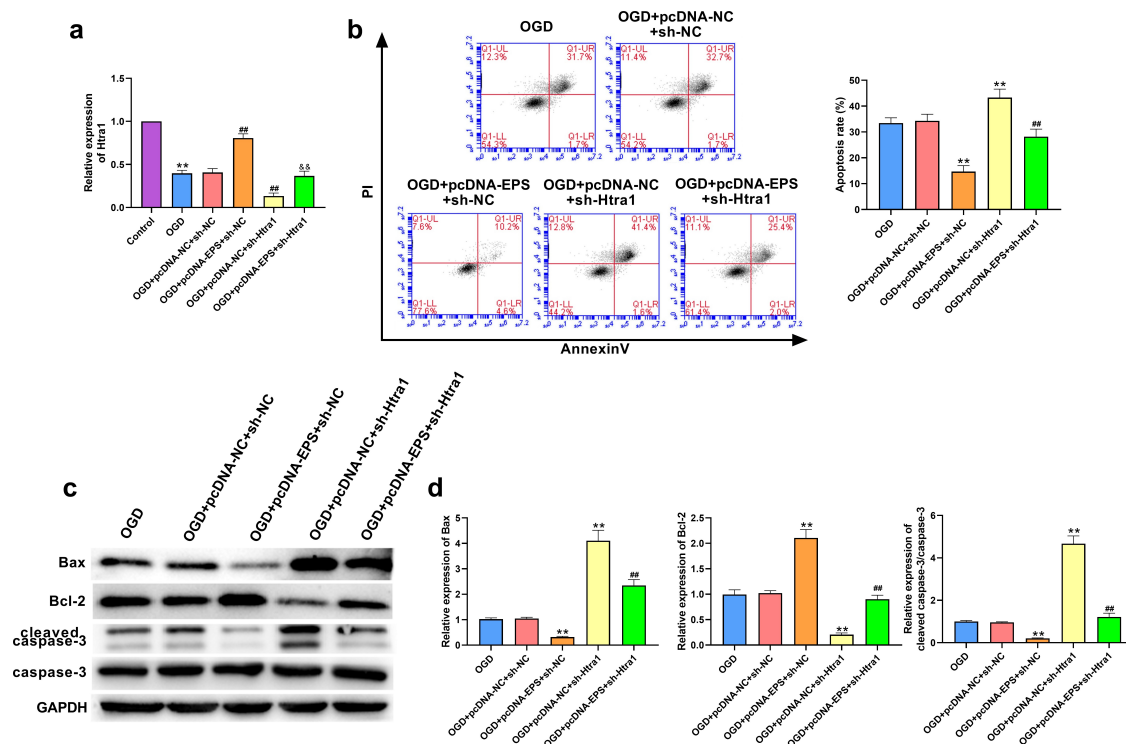 a
Relative expression
of Htra1
1.5
1.0
0.5
0.0
**
##
##
&&
Control
OGD
OGD+pcDNA-NC+sh-NC
OGD+pcDNA-EPS+sh-NC
OGD+pcDNA-NC+sh-Htra1
OGD+pcDNA-EPS+sh-Htra1
b
PI
AnnexinV
OGD
Q1-UL
12.3%
Q1-UR
31.7%
Q1-LL
54.3%
Q1-LR
1.7%
OGD+pcDNA-NC
+sh-NC
Q1-UL
11.4%
Q1-UR
32.7%
Q1-LL
54.2%
Q1-LR
1.7%
OGD+pcDNA-EPS
+sh-NC
Q1-UL
7.6%
Q1-UR
10.2%
Q1-LL
77.6%
Q1-LR
4.6%
OGD+pcDNA-NC
+sh-Htra1
Q1-UL
12.8%
Q1-UR
41.4%
Q1-LL
44.2%
Q1-LR
1.6%
OGD+pcDNA-EPS
+sh-Htra1
Q1-UL
11.1%
Q1-UR
25.4%
Q1-LL
61.4%
Q1-LR
2.0%
Apoptosis rate (%)
50
40
30
20
10
0
**
**
##
OGD
OGD+pcDNA-NC+sh-NC
OGD+pcDNA-EPS+sh-NC
OGD+pcDNA-NC+sh-Htra1
OGD+pcDNA-EPS+sh-Htra1
c
OGD
OGD+pcDNA-NC+sh-NC
OGD+pcDNA-EPS+sh-NC
OGD+pcDNA-NC+sh-Htra1
OGD+pcDNA-EPS+sh-Htra1
Bax
Bcl-2
cleaved
caspase-3
caspase-3
GAPDH
d
Relative expression of Bax
5
4
3
2
1
0
**
**
##
OGD
OGD+pcDNA-NC+sh-NC
OGD+pcDNA-EPS+sh-NC
OGD+pcDNA-NC+sh-Htra1
OGD+pcDNA-EPS+sh-Htra1
Relative expression of Bcl-2
2.5
2.0
1.5
1.0
0.5
0.0
**
**
##
OGD
OGD+pcDNA-NC+sh-NC
OGD+pcDNA-EPS+sh-NC
OGD+pcDNA-NC+sh-Htra1
OGD+pcDNA-EPS+sh-Htra1
Relative expression of
cleaved caspase-3/caspase-3
6
4
2
0
**
**
##
OGD
OGD+pcDNA-NC+sh-NC
OGD+pcDNA-EPS+sh-NC
OGD+pcDNA-NC+sh-Htra1
OGD+pcDNA-EPS+sh-Htra1